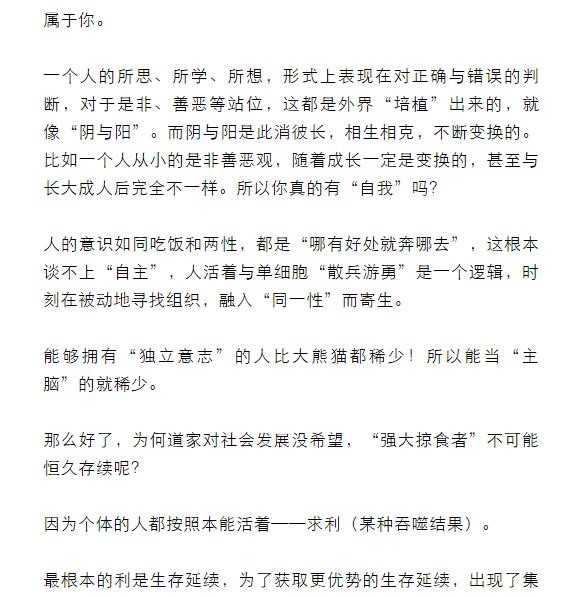 属于你。
一个人的所思、所学、所想，形式上表现在对正确与错误的判
断，对于是非、善恶等站位，这都是外界“培植”出来的，就
像“阴与阳”。而阴与阳是此消彼长，相生相克，不断变换的。
比如一个人从小的是非善恶观，随着成长一定是变换的，甚至与
长大成人后完全不一样。所以你真的有“自我”吗？
人的意识如同吃饭和两性，都是“哪有好处就奔哪去”，这根本
谈不上“自主”，人活着与单细胞“散兵游勇”是一个逻辑，时
刻在被动地寻找组织，融入“同一性”而寄生。
能够拥有“独立意志”的人比大熊猫都稀少！所以能当“主
脑”的就稀少。
那么好了，为何道家对社会发展没希望，“强大掠食者”不可能
恒久存续呢？
因为个体的人都按照本能活着——求利（某种吞噬结果）。
最根本的利是生存延续，为了获取更优势的生存延续，出现了集